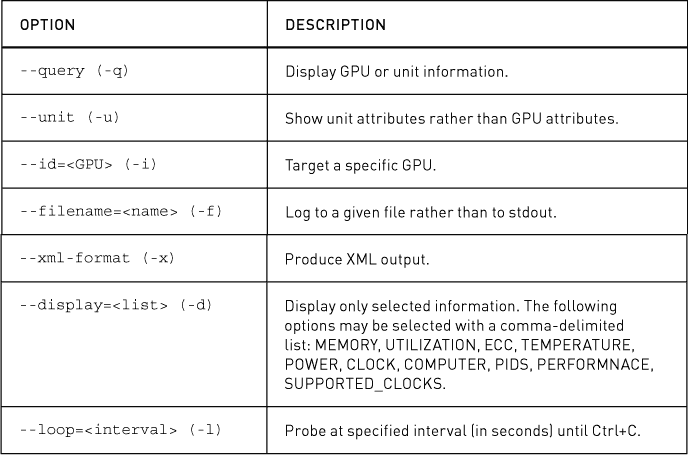 OPTION DESCRIPTION
--query (-q) Display GPU or unit information.
--unit (-u) Show unit attributes rather than GPU attributes.
--id=<GPU> (-i) Target a specific GPU.
--filename=<name> (-f) Log to a given file rather than to stdout.
--xml-format (-x) Produce XML output.
--display=<list> (-d) Display only selected information. The following
options may be selected with a comma-delimited
list: MEMORY, UTILIZATION, ECC, TEMPERATURE,
POWER, CLOCK, COMPUTER, PIDS, PERFORMNACE,
SUPPORTED_CLOCKS.
--loop=<interval> (-l) Probe at specified interval (in seconds) until Ctrl+C.